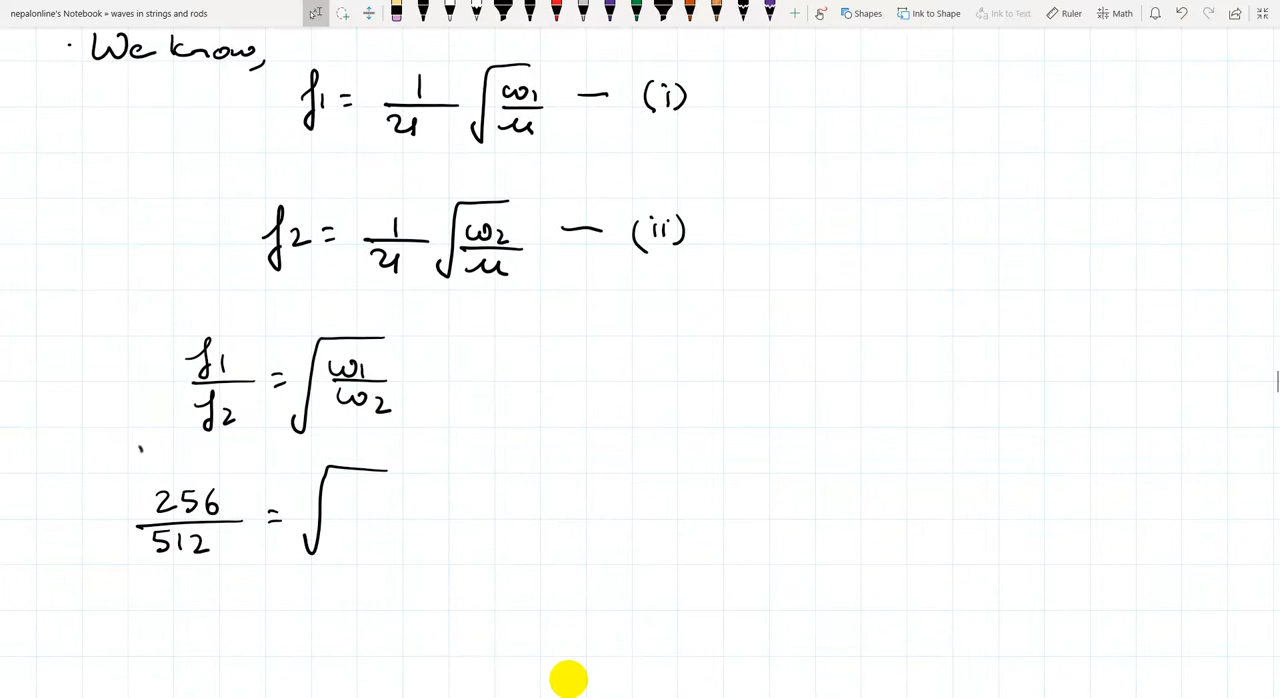 nepalonline's Notebook » waves in strings and rods
Shapes Ink to Shape Ink to Text Ruler Math
· We know,
f1 = 1/2l √(ω1/μ) — (i)
f2 = 1/2l √(ω2/μ) — (ii)
f1/f2 = √(ω1/ω2)
256/512 = √